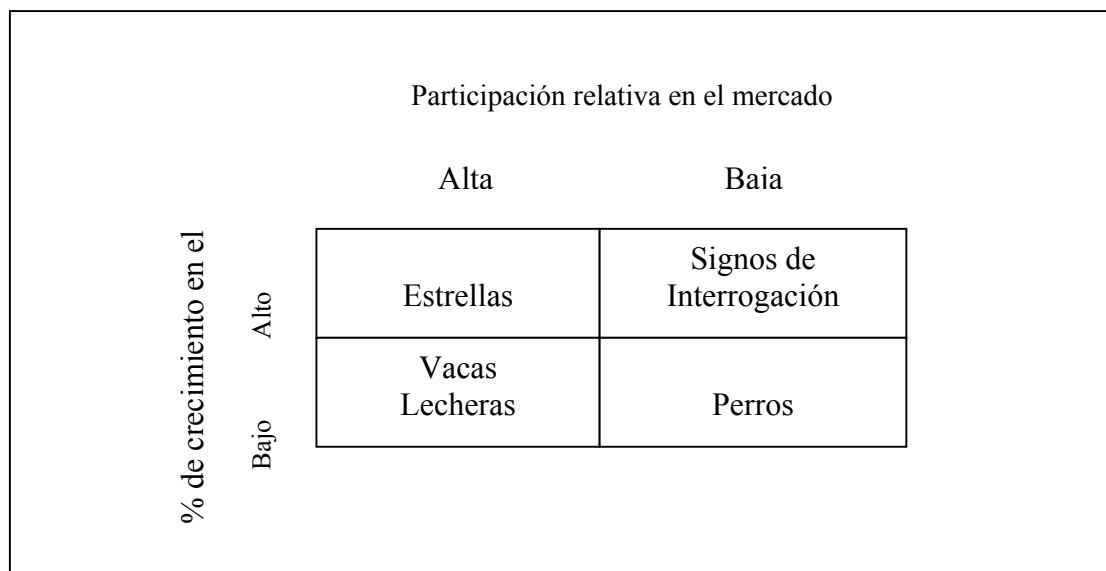 Participación relativa en el mercado
Alta Baja
% de crecimiento en el
Alto
Estrellas
Signos de
Interrogación
Bajo
Vacas
Lecheras
Perros